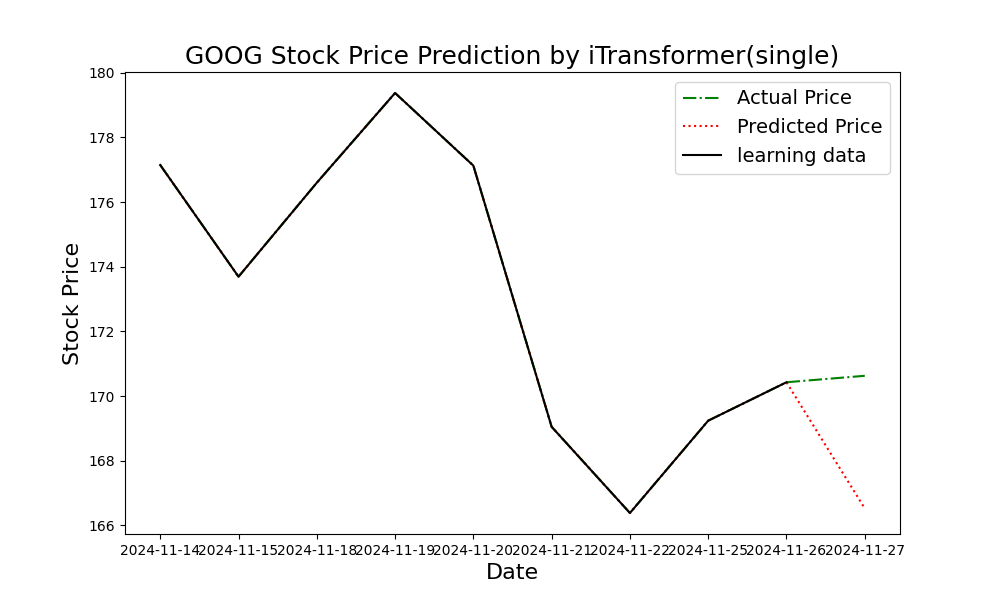 GOOG Stock Price Prediction by iTransformer(single)
Actual Price
Predicted Price
learning data
Stock Price
180
178
176
174
172
170
168
166
2024-11-14 2024-11-15 2024-11-18 2024-11-19 2024-11-20 2024-11-21 2024-11-22 2024-11-25 2024-11-26 2024-11-27
Date